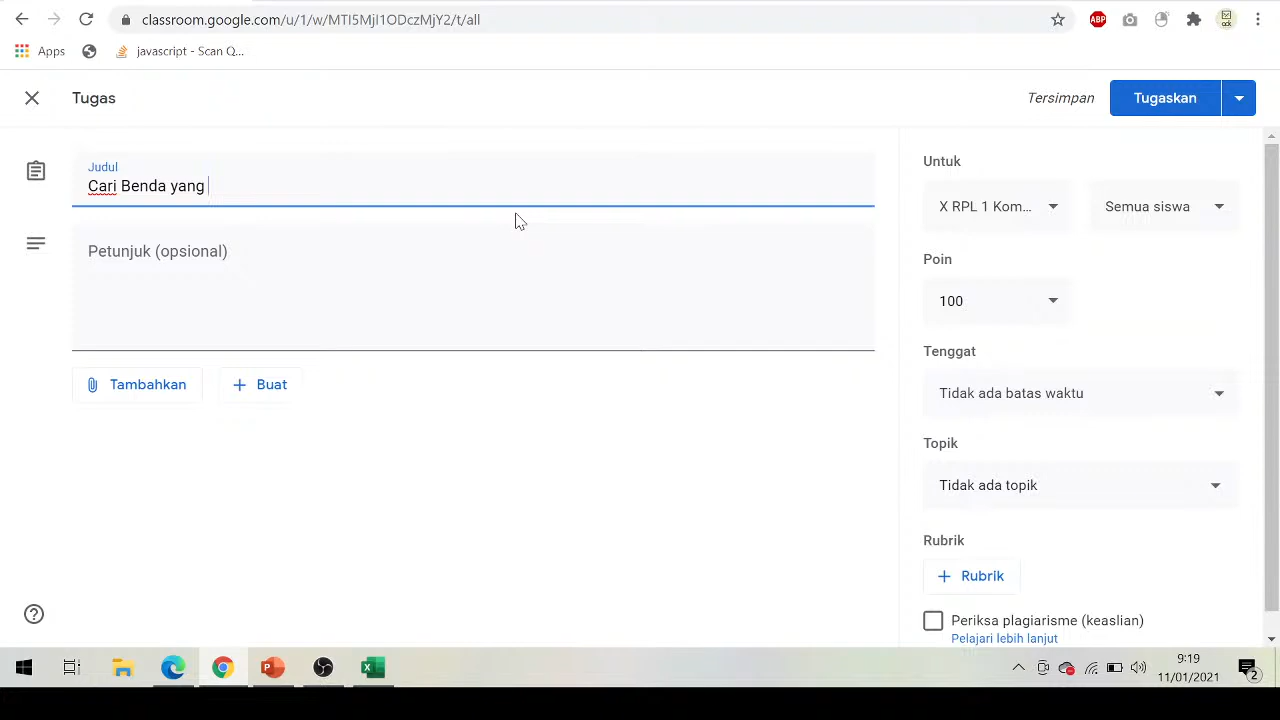 classroom.google.com/u/1/w/MTI5MjI1ODczMjY2/t/all
ABP
Apps
javascript - Scan Q...
Tugas
Tersimpan
Tugaskan
Judul
Cari Benda yang
Petunjuk (opsional)
Tambahkan
Buat
Untuk
X RPL 1 Kom...
Semua siswa
Poin
100
Tenggat
Tidak ada batas waktu
Topik
Tidak ada topik
Rubrik
Rubrik
Periksa plagiarisme (keaslian)
Pelajari lebih lanjut
9:19
11/01/2021
2